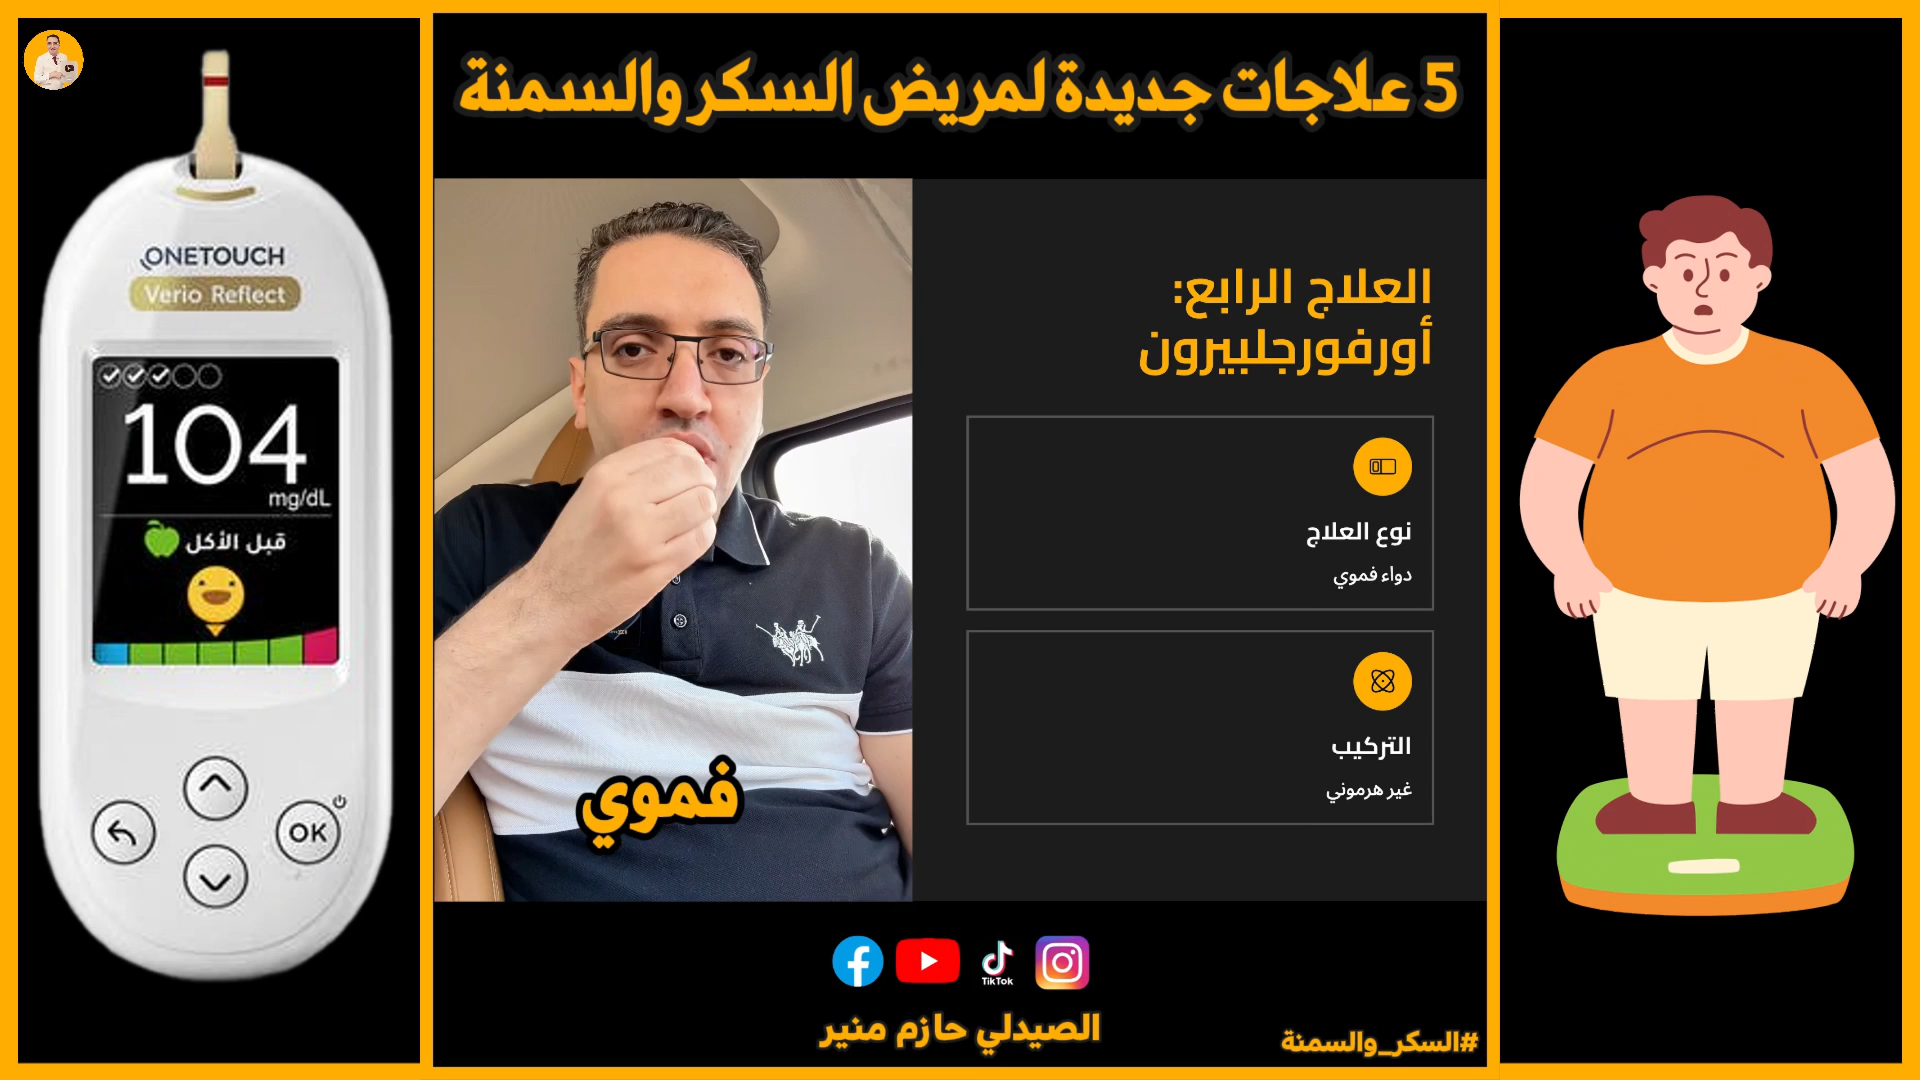 5 علاجات جديدة لمريض السكر والسمنة
ONETOUCH
Verio Reflect
104
mg/dL
قبل الأكل
OK
العلاج الرابع:
أورفورجلبيرون
نوع العلاج
دواء فموي
التركيب
غير هرموني
فموي
TikTok
الصيدلي حازم منير
#السكر_والسمنة